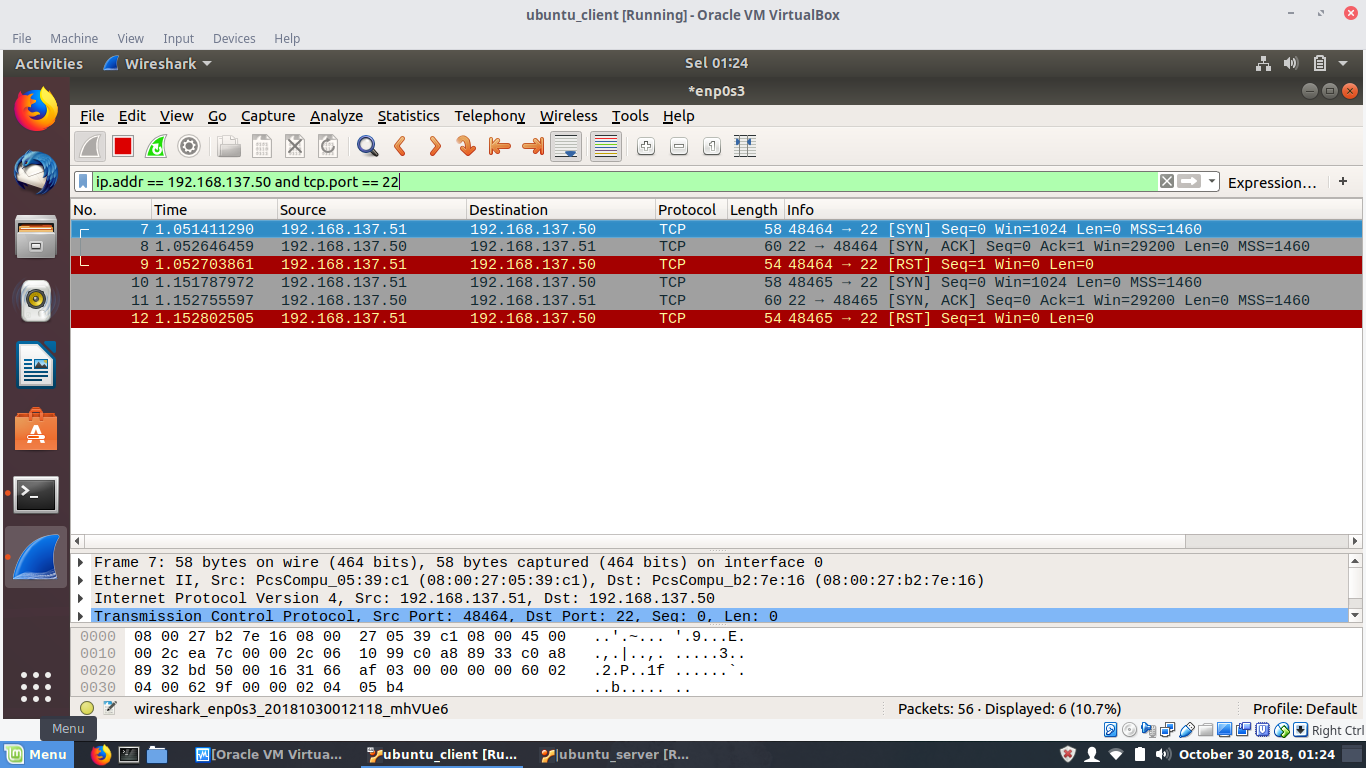 ubuntu_client [Running] - Oracle VM VirtualBox
File Machine View Input Devices Help
Activities Wireshark Sel 01:24
*enp0s3
File Edit View Go Capture Analyze Statistics Telephony Wireless Tools Help
ip.addr == 192.168.137.50 and tcp.port == 22 Expression… +
No. Time Source Destination Protocol Length Info
7 1.051411290 192.168.137.51 192.168.137.50 TCP 58 48464 → 22 [SYN] Seq=0 Win=1024 Len=0 MSS=1460
8 1.052646459 192.168.137.50 192.168.137.51 TCP 60 22 → 48464 [SYN, ACK] Seq=0 Ack=1 Win=29200 Len=0 MSS=1460
9 1.052703861 192.168.137.51 192.168.137.50 TCP 54 48464 → 22 [RST] Seq=1 Win=0 Len=0
10 1.151787972 192.168.137.51 192.168.137.50 TCP 58 48465 → 22 [SYN] Seq=0 Win=1024 Len=0 MSS=1460
11 1.152755597 192.168.137.50 192.168.137.51 TCP 60 22 → 48465 [SYN, ACK] Seq=0 Ack=1 Win=29200 Len=0 MSS=1460
12 1.152802505 192.168.137.51 192.168.137.50 TCP 54 48465 → 22 [RST] Seq=1 Win=0 Len=0
Frame 7: 58 bytes on wire (464 bits), 58 bytes captured (464 bits) on interface 0
Ethernet II, Src: PcsCompu_05:39:c1 (08:00:27:05:39:c1), Dst: PcsCompu_b2:7e:16 (08:00:27:b2:7e:16)
Internet Protocol Version 4, Src: 192.168.137.51, Dst: 192.168.137.50
Transmission Control Protocol, Src Port: 48464, Dst Port: 22, Seq: 0, Len: 0
0000 08 00 27 b2 7e 16 08 00 27 05 39 c1 08 00 45 00 ..'.~... '.9...E.
0010 00 2c ea 7c 00 00 2c 06 10 99 c0 a8 89 33 c0 a8 .,.|..,. .....3..
0020 89 32 bd 50 00 16 31 66 af 03 00 00 00 00 60 02 .2.P..1f ......`.
0030 04 00 62 9f 00 00 02 04 05 b4 ..b..... ..
wireshark_enp0s3_20181030012118_mhVUe6 Packets: 56 · Displayed: 6 (10.7%) Profile: Default
Menu Right Ctrl
Menu [Oracle VM Virtua... ubuntu_client [Ru... ubuntu_server [R... October 30 2018, 01:24